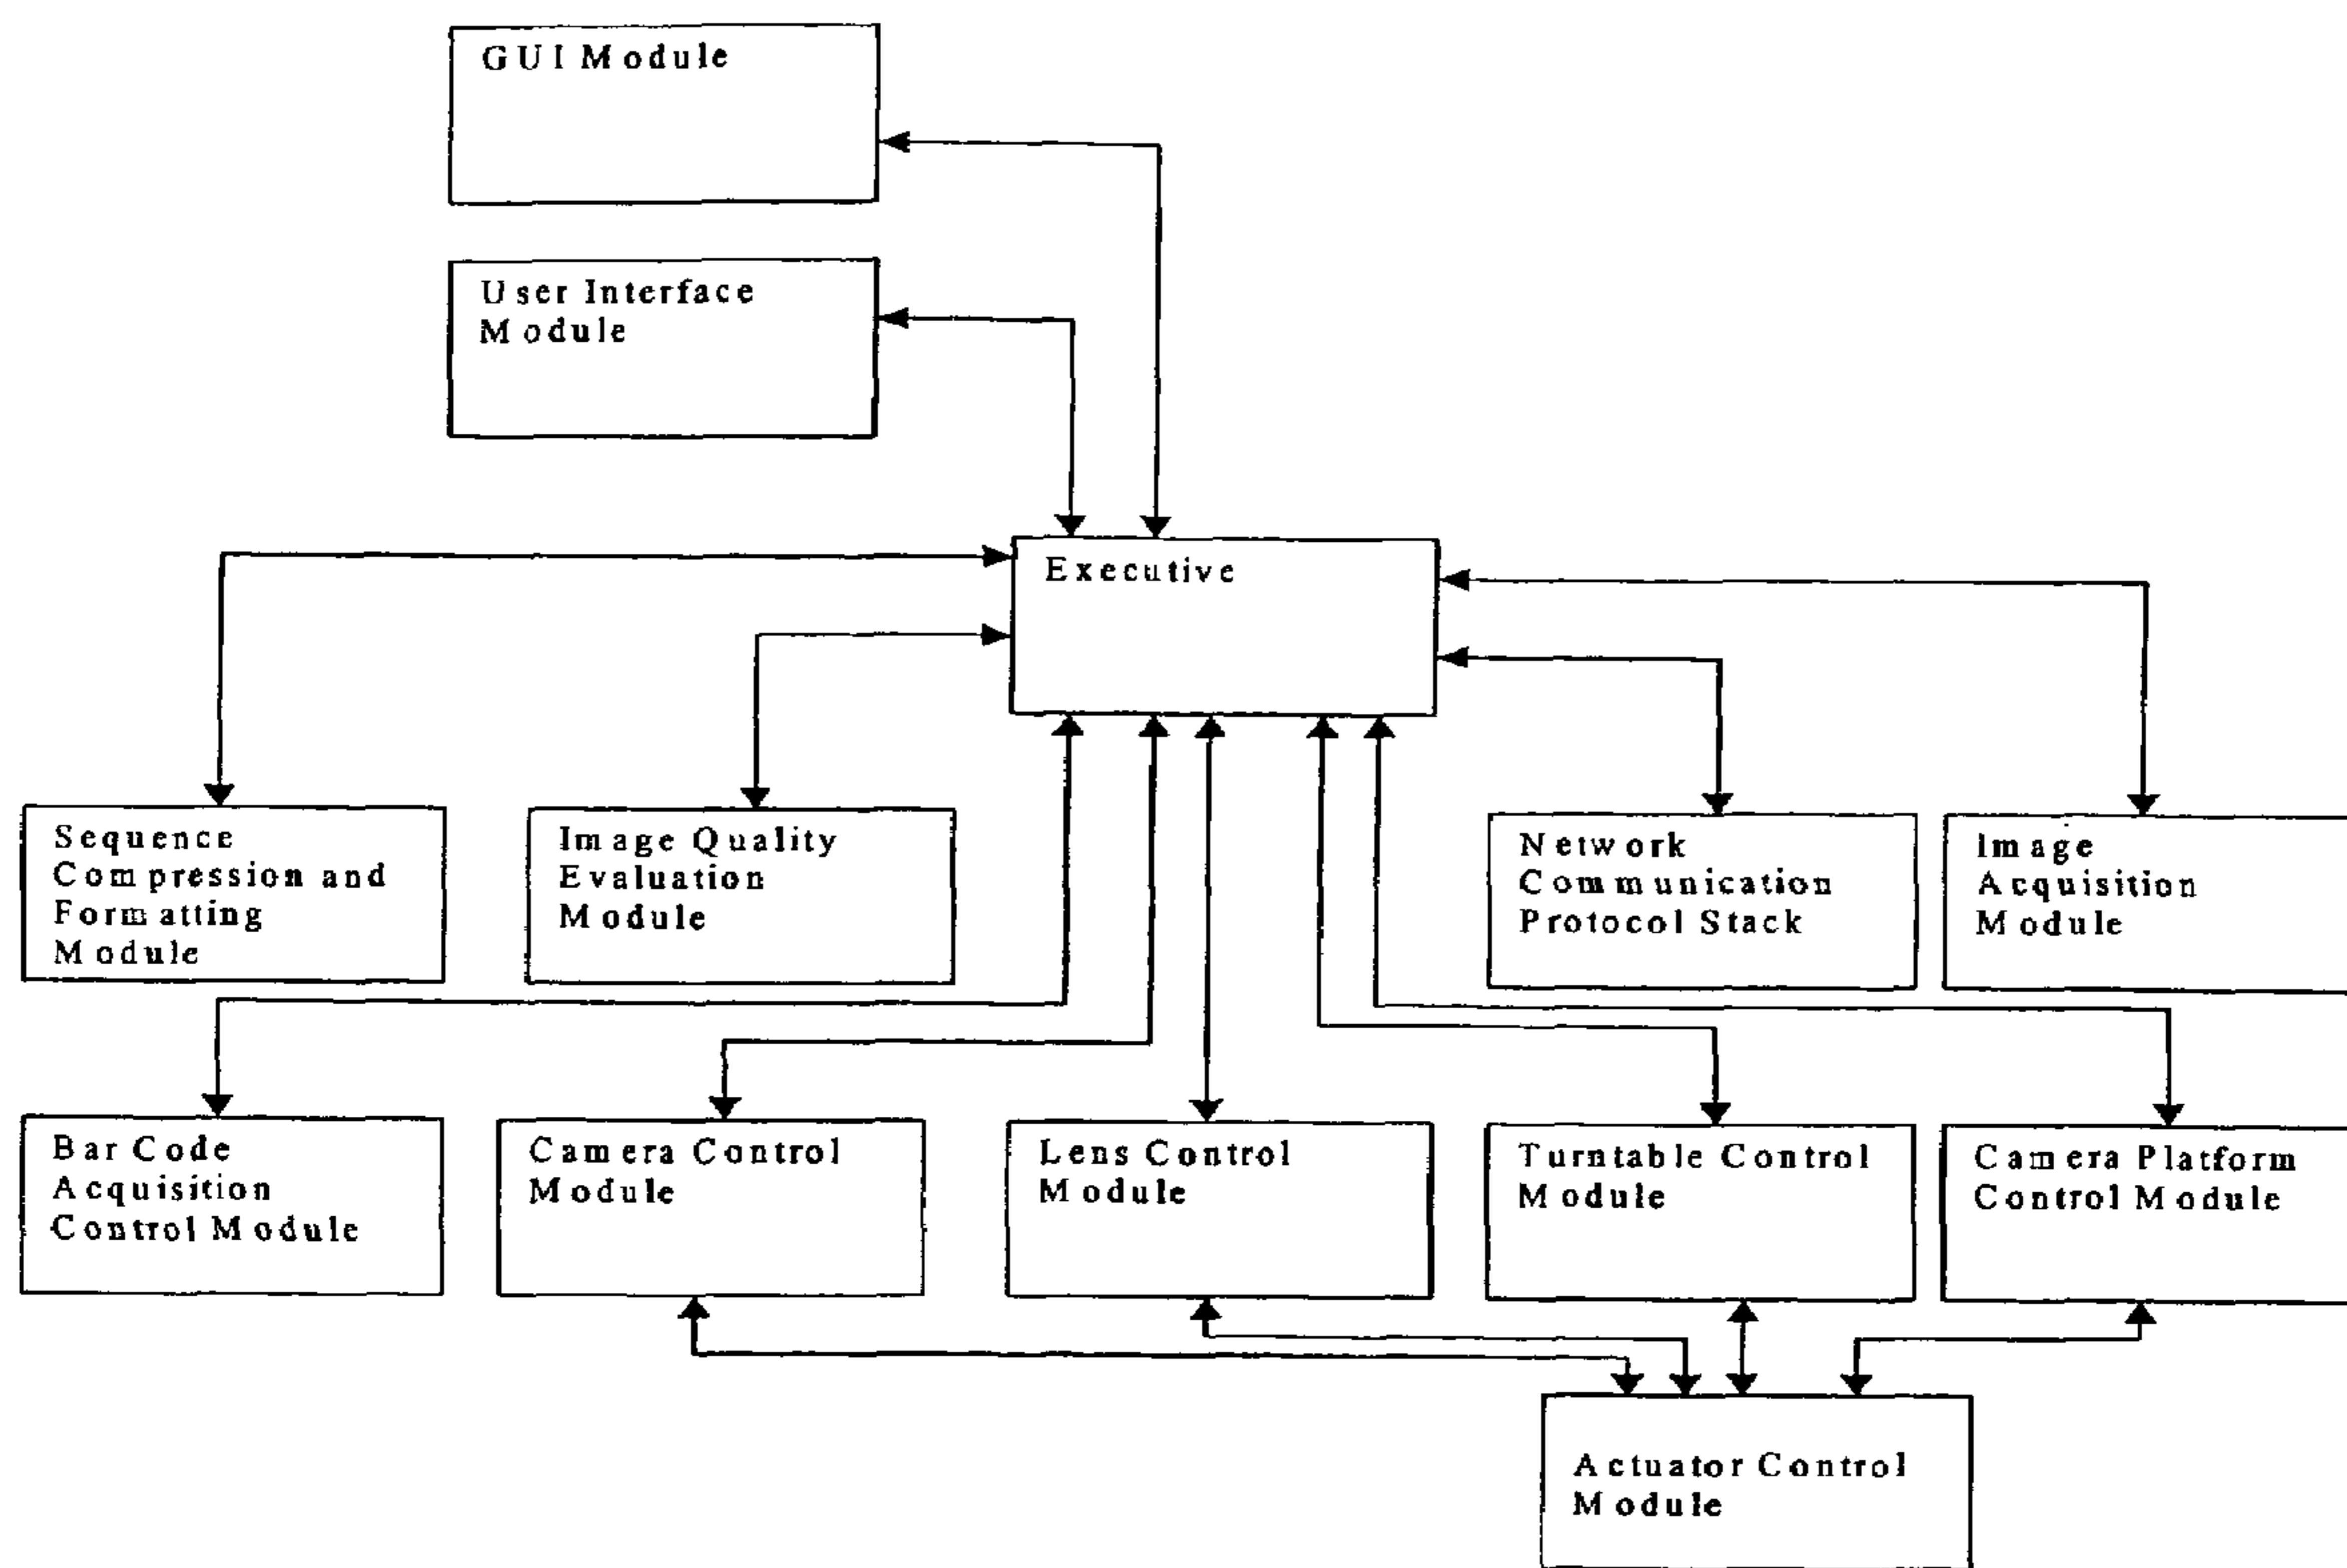 GUI Module
User Interface
Module
Executive
Sequence
Compression and
Formatting
Module
Image Quality
Evaluation
Module
Network
Communication
Protocol Stack
Image
Acquisition
Module
Bar Code
Acquisition
Control Module
Camera Control
Module
Lens Control
Module
Turntable Control
Module
Camera Platform
Control Module
Actuator Control
Module